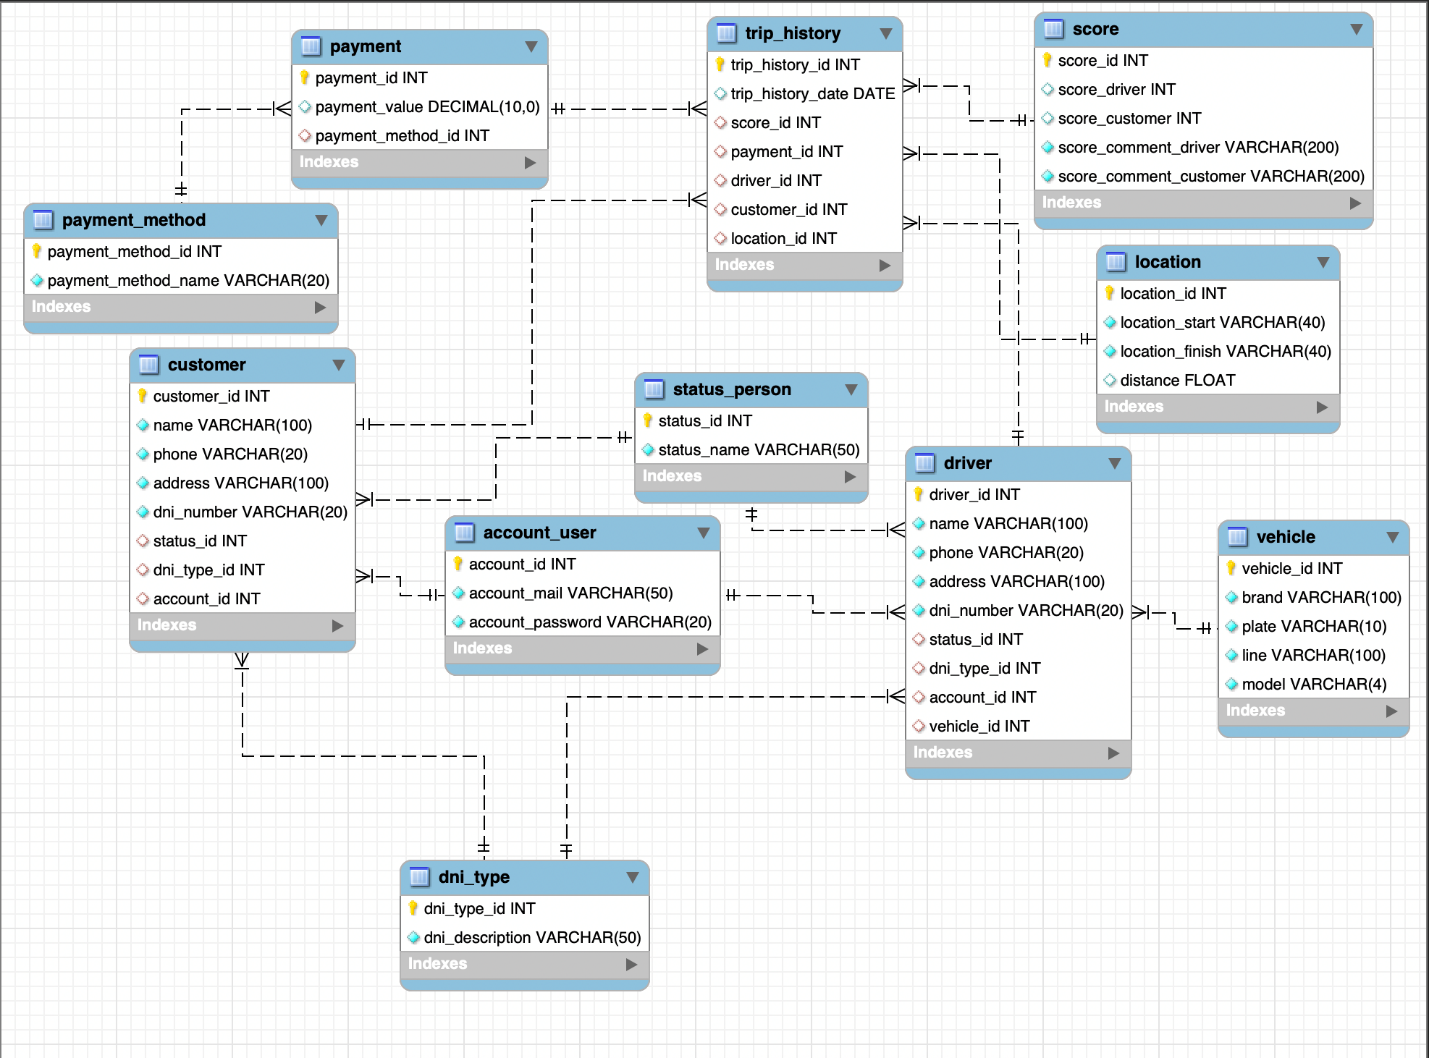 payment
payment_id INT
payment_value DECIMAL(10,0)
payment_method_id INT
Indexes
trip_history
trip_history_id INT
trip_history_date DATE
score_id INT
payment_id INT
driver_id INT
customer_id INT
location_id INT
Indexes
score
score_id INT
score_driver INT
score_customer INT
score_comment_driver VARCHAR(200)
score_comment_customer VARCHAR(200)
Indexes
payment_method
payment_method_id INT
payment_method_name VARCHAR(20)
Indexes
location
location_id INT
location_start VARCHAR(40)
location_finish VARCHAR(40)
distance FLOAT
Indexes
customer
customer_id INT
name VARCHAR(100)
phone VARCHAR(20)
address VARCHAR(100)
dni_number VARCHAR(20)
status_id INT
dni_type_id INT
account_id INT
Indexes
status_person
status_id INT
status_name VARCHAR(50)
Indexes
account_user
account_id INT
account_mail VARCHAR(50)
account_password VARCHAR(20)
Indexes
driver
driver_id INT
name VARCHAR(100)
phone VARCHAR(20)
address VARCHAR(100)
dni_number VARCHAR(20)
status_id INT
dni_type_id INT
account_id INT
vehicle_id INT
Indexes
vehicle
vehicle_id INT
brand VARCHAR(100)
plate VARCHAR(10)
line VARCHAR(100)
model VARCHAR(4)
Indexes
dni_type
dni_type_id INT
dni_description VARCHAR(50)
Indexes